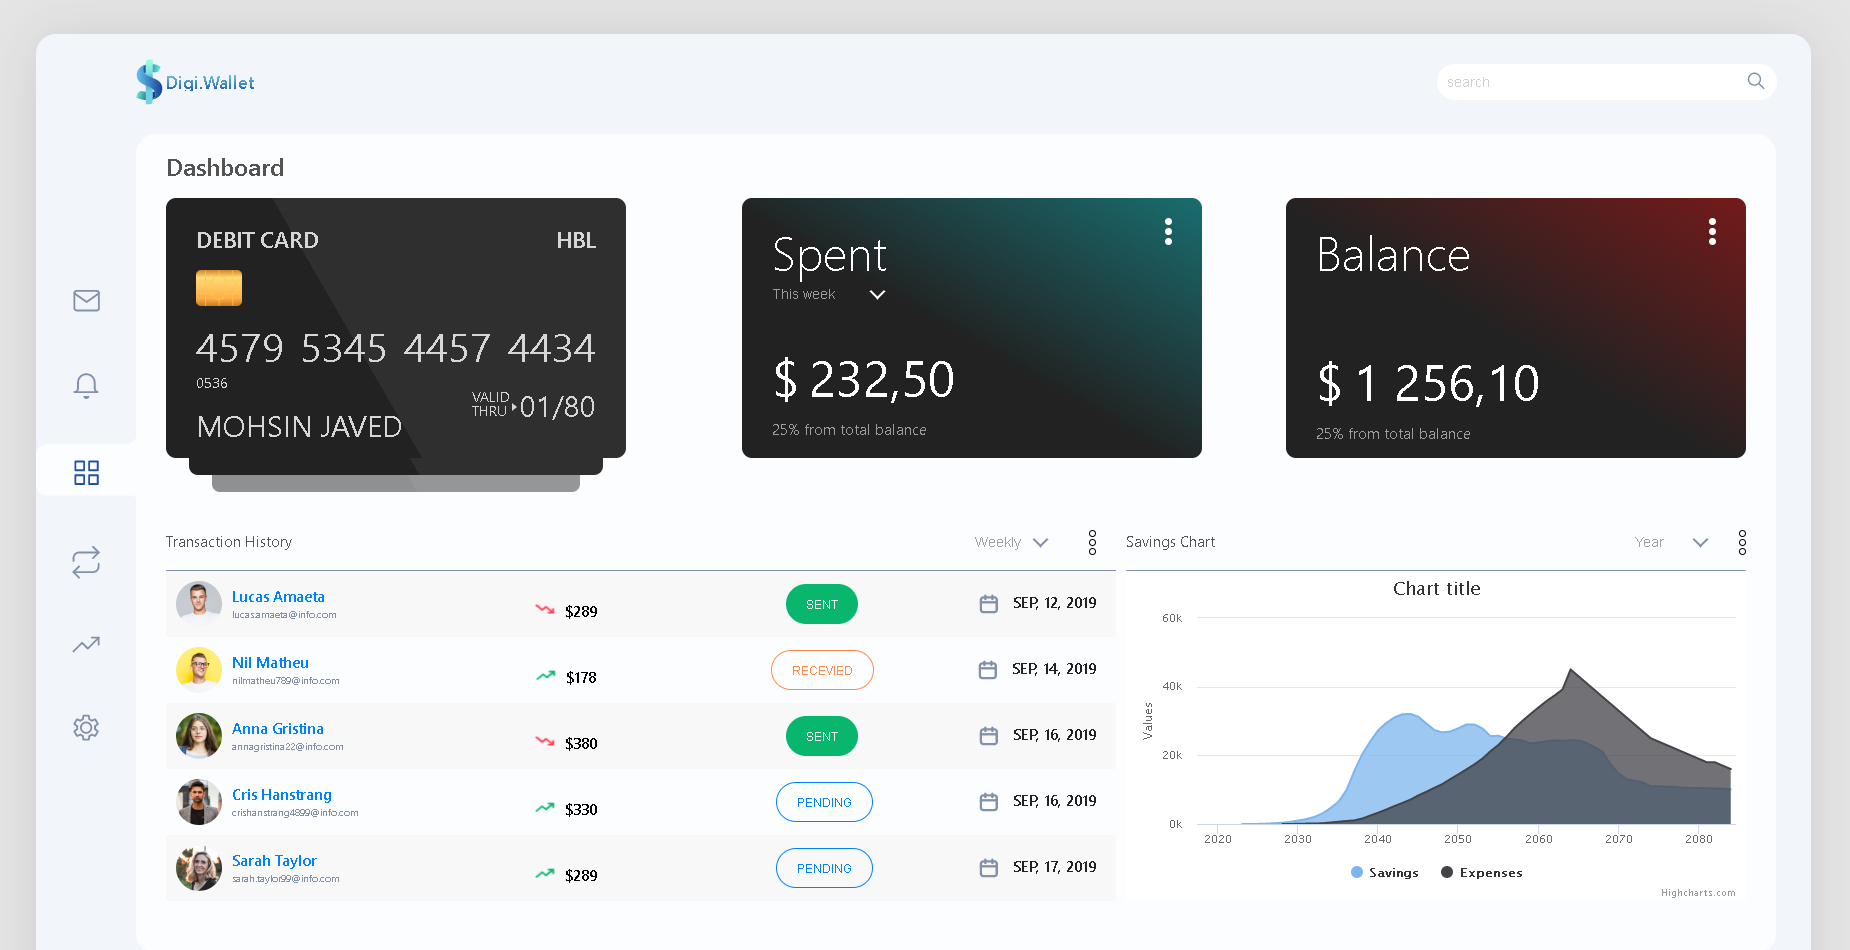 Digi.Wallet
search
Dashboard
DEBIT CARD
HBL
4579 5345 4457 4434
0536
VALID
THRU
01/80
MOHSIN JAVED
Spent
This week
$ 232,50
25% from total balance
Balance
$ 1 256,10
25% from total balance
Transaction History
Weekly
Lucas Amaeta
lucas.amaeta@info.com
$289
SENT
SEP, 12, 2019
Nil Matheu
nilmatheu789@info.com
$178
RECEVIED
SEP, 14, 2019
Anna Gristina
annagristina22@info.com
$380
SENT
SEP, 16, 2019
Cris Hanstrang
crishanstrang4899@info.com
$330
PENDING
SEP, 16, 2019
Sarah Taylor
sarah.taylor99@info.com
$289
PENDING
SEP, 17, 2019
Savings Chart
Year
Chart title
Values
60k
40k
20k
0k
2020 2030 2040 2050 2060 2070 2080
Savings Expenses
Highcharts.com